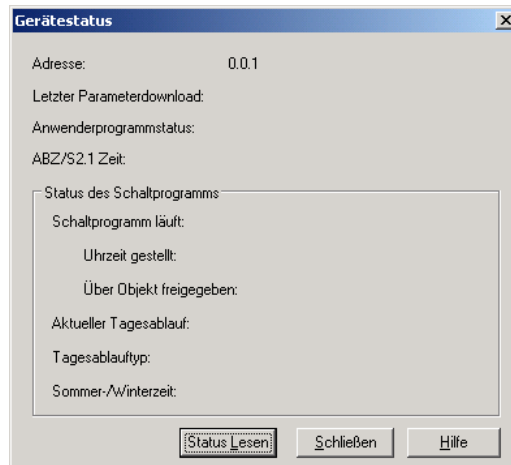 Gerätestatus
Adresse: 0.0.1
Letzter Parameterdownload:
Anwenderprogrammstatus:
ABZ/S2.1 Zeit:
Status des Schaltprogramms
Schaltprogramm läuft:
Uhrzeit gestellt:
Über Objekt freigegeben:
Aktueller Tagesablauf:
Tagesablauftyp:
Sommer-/Winterzeit:
Status Lesen Schließen Hilfe